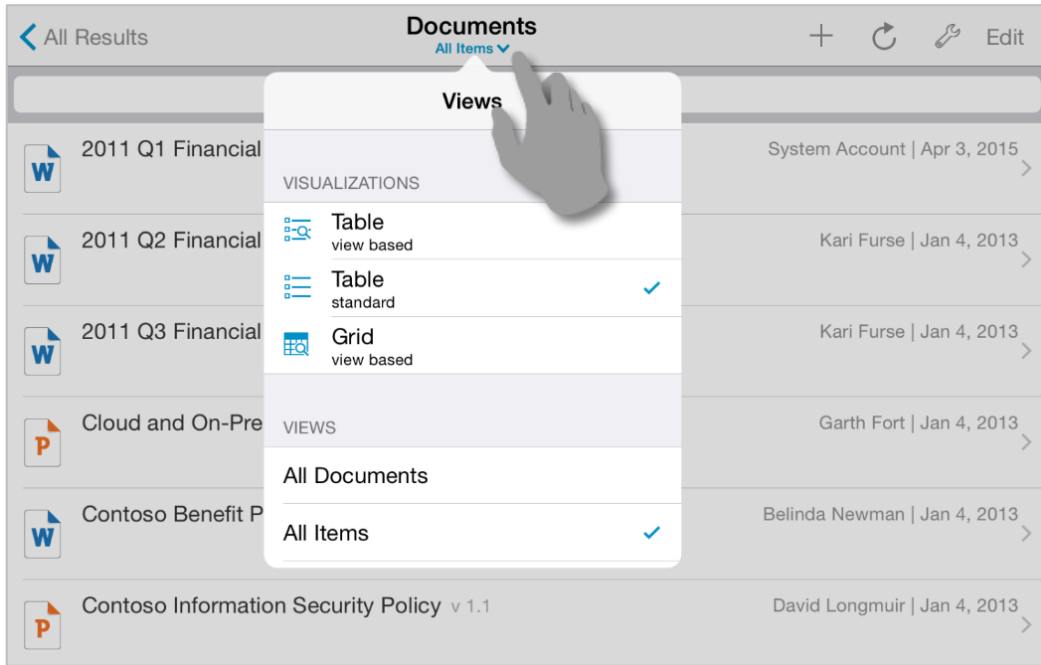 All Results
Documents
All Items
Edit
Views
2011 Q1 Financial
System Account | Apr 3, 2015
VISUALIZATIONS
Table
view based
2011 Q2 Financial
Kari Furse | Jan 4, 2013
Table
standard
2011 Q3 Financial
Kari Furse | Jan 4, 2013
Grid
view based
Cloud and On-Pre
Garth Fort | Jan 4, 2013
VIEWS
All Documents
Contoso Benefit P
Belinda Newman | Jan 4, 2013
All Items
Contoso Information Security Policy v 1.1
David Longmuir | Jan 4, 2013
W
W
W
P
W
P